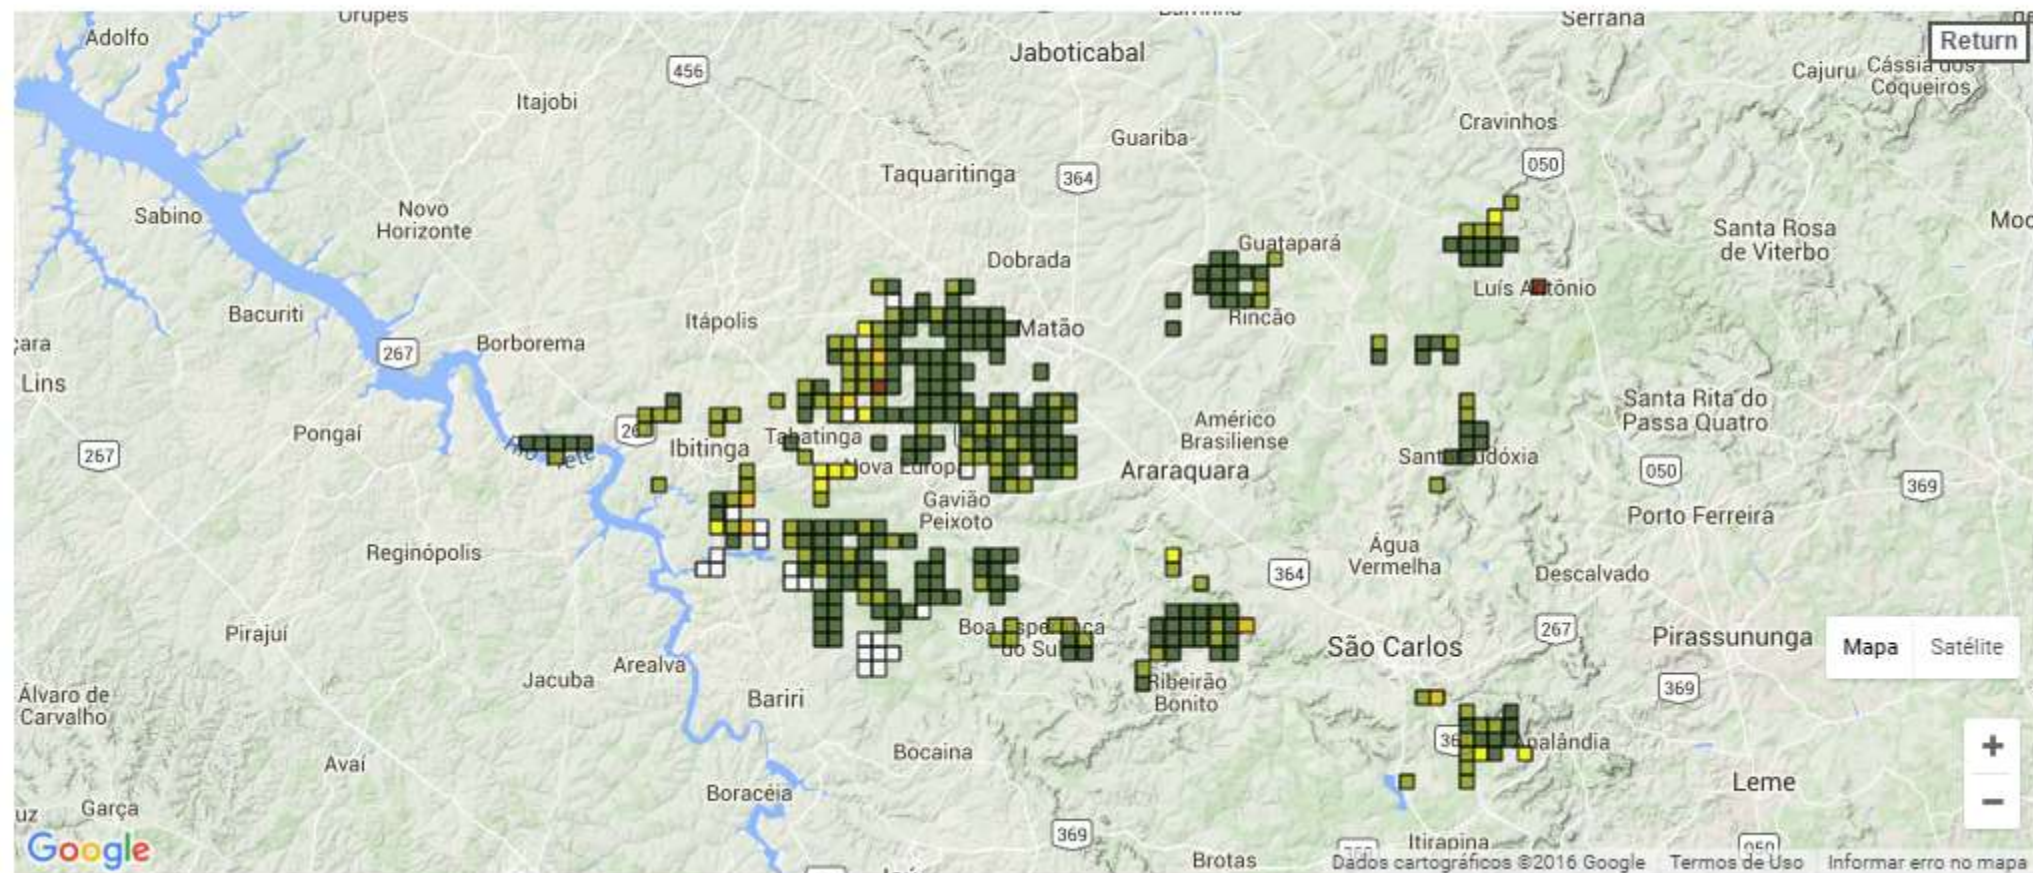 Urupês
Serrana
Adolfo
Jaboticabal
Return
456
Cajuru
Cássia dos
Coqueiros
Itajobi
Cravinhos
Guariba
050
Taquaritinga
364
Sabino
Novo
Horizonte
Santa Rosa
de Viterbo
Moc
Guatapará
Dobrada
Luís Antônio
Bacuriti
Itápolis
Matão
Rincão
çara
267
Borborema
Lins
Santa Rita do
Passa Quatro
Américo
Brasiliense
Pongaí
Ibitinga
Tabatinga
267
Nova Europa
Araraquara
050
369
Gavião
Peixoto
Porto Ferreira
Reginópolis
Água
Vermelha
364
Descalvado
Pirajuí
Boa Esperança
do Sul
São Carlos
267
Pirassununga
Mapa
Satélite
Arealva
Jacuba
Bariri
Ribeirão
Bonito
369
Álvaro de
Carvalho
Analândia
Bocaina
Avaí
+
Leme
Boracéia
−
uz
Garça
369
Google
Itirapina
050
Brotas
Dados cartográficos ©2016 Google
Termos de Uso
Informar erro no mapa